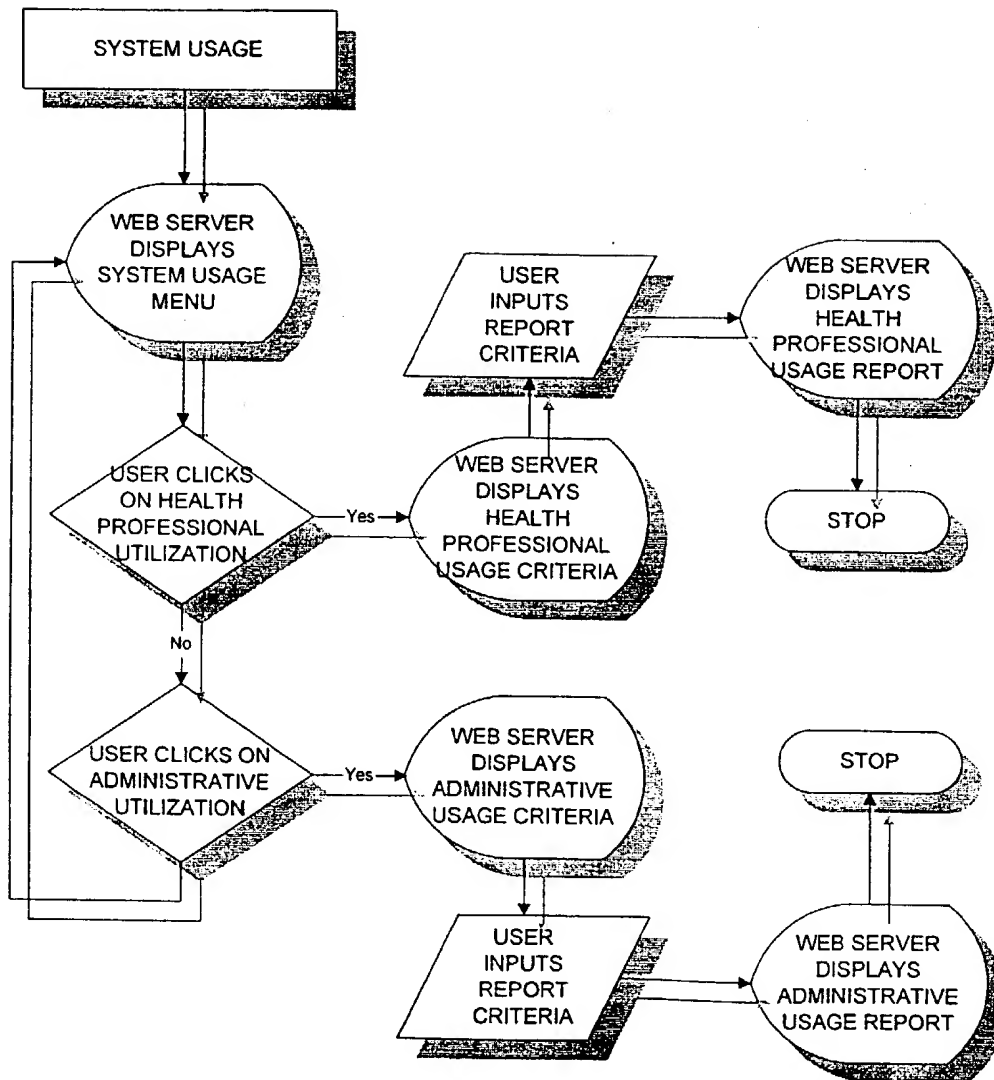 SYSTEM USAGE
WEB SERVER
DISPLAYS
SYSTEM USAGE
MENU
USER
INPUTS
REPORT
CRITERIA
WEB SERVER
DISPLAYS
HEALTH
PROFESSIONAL
USAGE REPORT
USER CLICKS
ON HEALTH
PROFESSIONAL
UTILIZATION
Yes
WEB SERVER
DISPLAYS
HEALTH
PROFESSIONAL
USAGE CRITERIA
STOP
No
USER CLICKS ON
ADMINISTRATIVE
UTILIZATION
Yes
WEB SERVER
DISPLAYS
ADMINISTRATIVE
USAGE CRITERIA
STOP
USER
INPUTS
REPORT
CRITERIA
WEB SERVER
DISPLAYS
ADMINISTRATIVE
USAGE REPORT